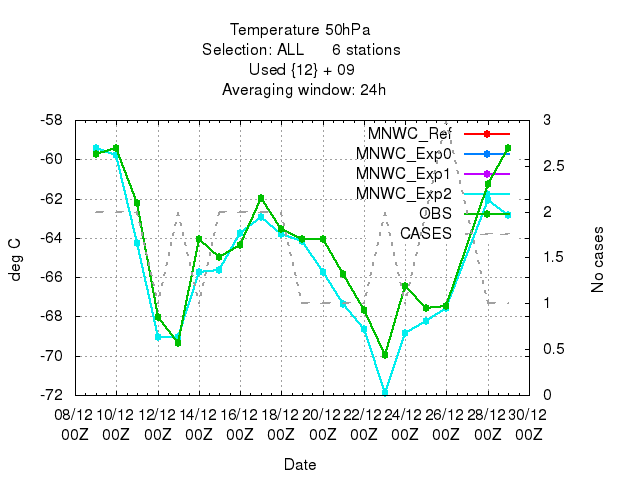 Temperature 50hPa
Selection: ALL 6 stations
Used {12} + 09
Averaging window: 24h
-58
-60
-62
-64
-66
-68
-70
-72
deg C
3
2.5
2
1.5
1
0.5
0
No cases
MNWC_Ref
MNWC_Exp0
MNWC_Exp1
MNWC_Exp2
OBS
CASES
08/12 10/12 12/12 14/12 16/12 18/12 20/12 22/12 24/12 26/12 28/12 30/12
00Z 00Z 00Z 00Z 00Z 00Z 00Z 00Z 00Z 00Z 00Z 00Z
Date